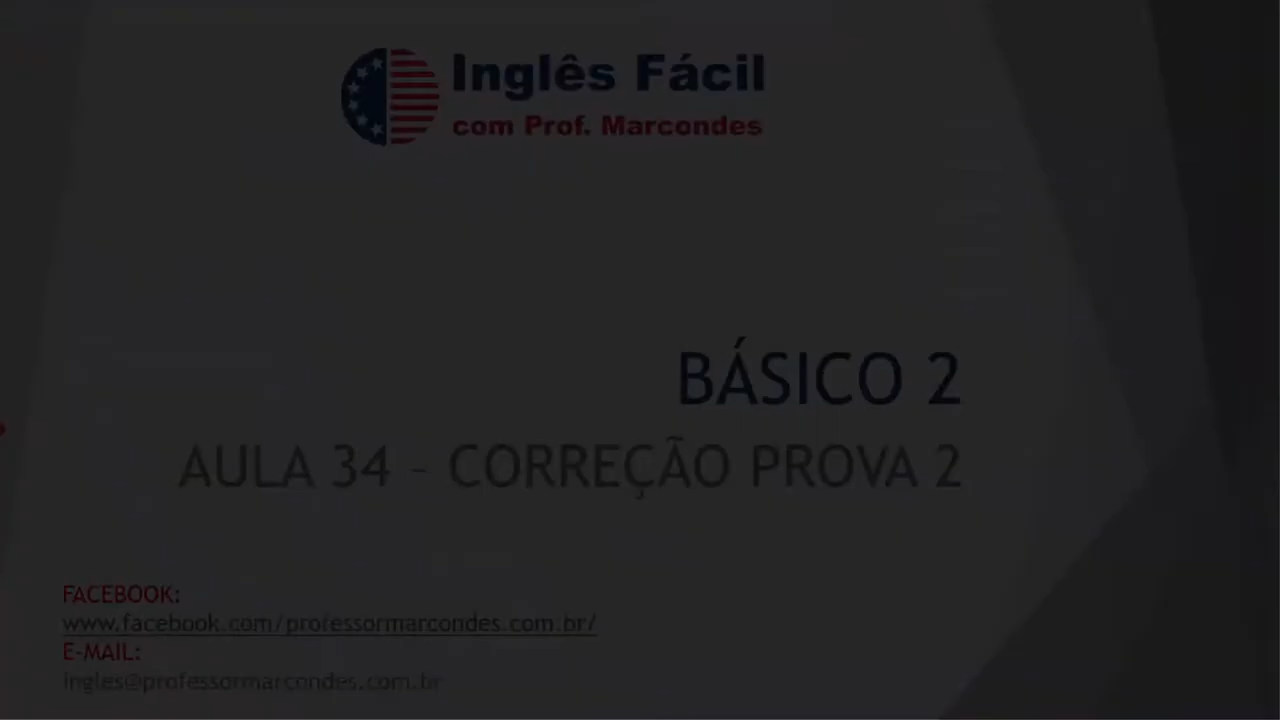 Inglês Fácil
com Prof. Marcondes
BÁSICO 2
AULA 34 – CORREÇÃO PROVA 2
FACEBOOK:
www.facebook.com/professormarcondes.com.br/
E-MAIL:
ingles@professormarcondes.com.br